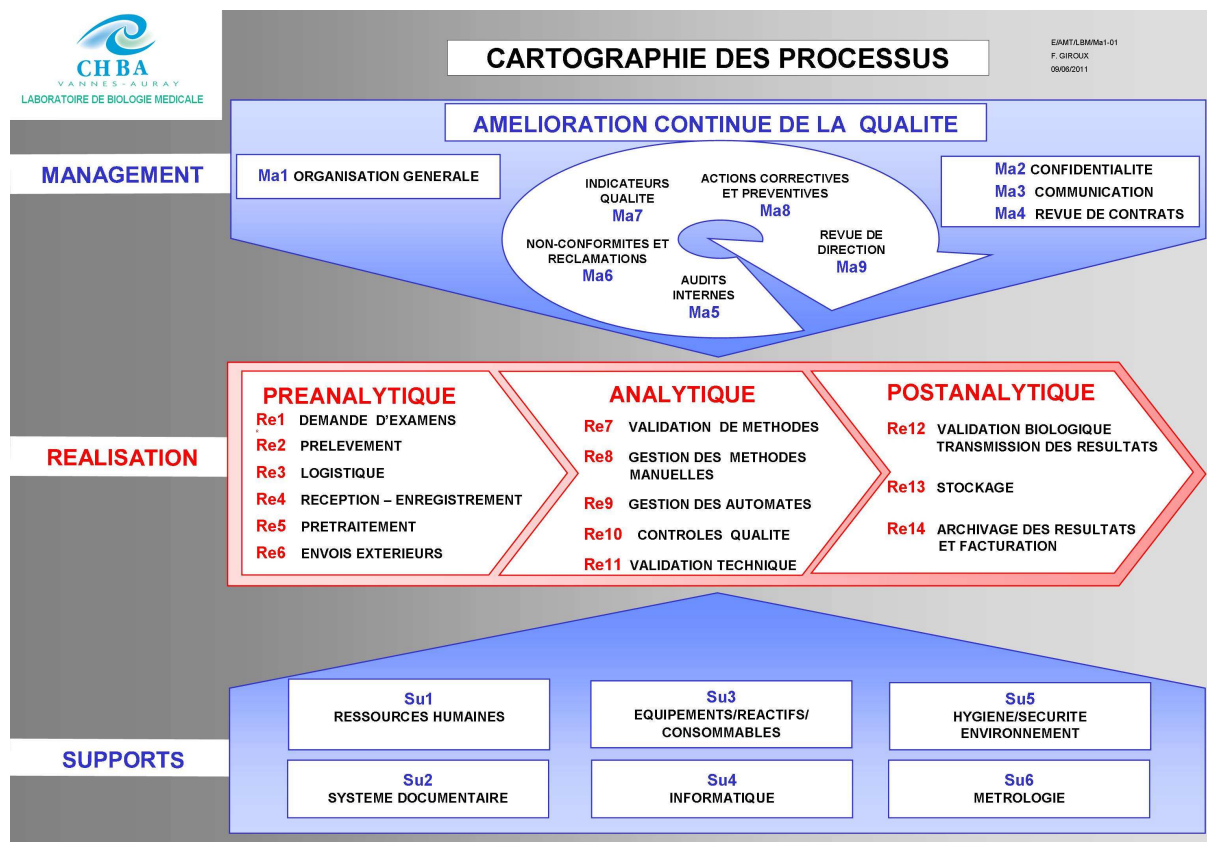 CHBA
VANNES-AURAY
LABORATOIRE DE BIOLOGIE MEDICALE
CARTOGRAPHIE DES PROCESSUS
E/AMT/LBM/Ma1-01
F. GIROUX
09/06/2011
MANAGEMENT
AMELIORATION CONTINUE DE LA QUALITE
Ma1 ORGANISATION GENERALE
INDICATEURS
QUALITE
Ma7
ACTIONS CORRECTIVES
ET PREVENTIVES
Ma8
NON-CONFORMITES ET
RECLAMATIONS
Ma6
AUDITS
INTERNES
Ma5
REVUE DE
DIRECTION
Ma9
Ma2 CONFIDENTIALITE
Ma3 COMMUNICATION
Ma4 REVUE DE CONTRATS
REALISATION
PREANALYTIQUE
Re1 DEMANDE D'EXAMENS
Re2 PRELEVEMENT
Re3 LOGISTIQUE
Re4 RECEPTION – ENREGISTREMENT
Re5 PRETRAITEMENT
Re6 ENVOIS EXTERIEURS
ANALYTIQUE
Re7 VALIDATION DE METHODES
Re8 GESTION DES METHODES
MANUELLES
Re9 GESTION DES AUTOMATES
Re10 CONTROLES QUALITE
Re11 VALIDATION TECHNIQUE
POSTANALYTIQUE
Re12 VALIDATION BIOLOGIQUE
TRANSMISSION DES RESULTATS
Re13 STOCKAGE
Re14 ARCHIVAGE DES RESULTATS
ET FACTURATION
SUPPORTS
Su1
RESSOURCES HUMAINES
Su3
EQUIPEMENTS/REACTIFS/
CONSOMMABLES
Su5
HYGIENE/SECURITE
ENVIRONNEMENT
Su2
SYSTEME DOCUMENTAIRE
Su4
INFORMATIQUE
Su6
METROLOGIE